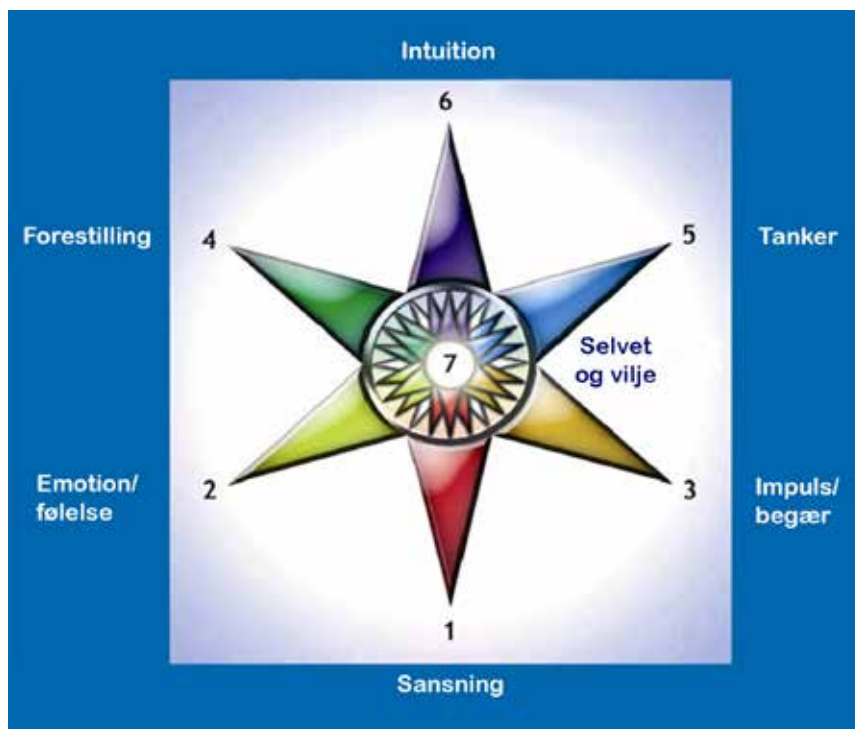 Intuition
6
Forestilling
4
5
Tanker
7
Selvet
og vilje
Emotion/
følelse
2
3
Impuls/
begær
1
Sansning